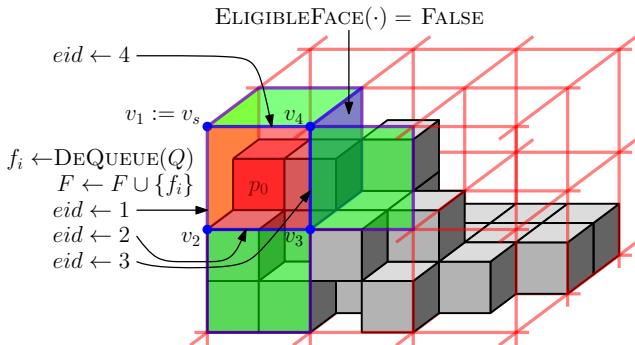 ELIGIBLEFACE(·) = FALSE
eid ← 4
v₁ := vₛ
v₄
fᵢ ←DEQUEUE(Q)
F ← F ∪ {fᵢ}
p₀
eid ← 1
eid ← 2
v₂
v₃
eid ← 3